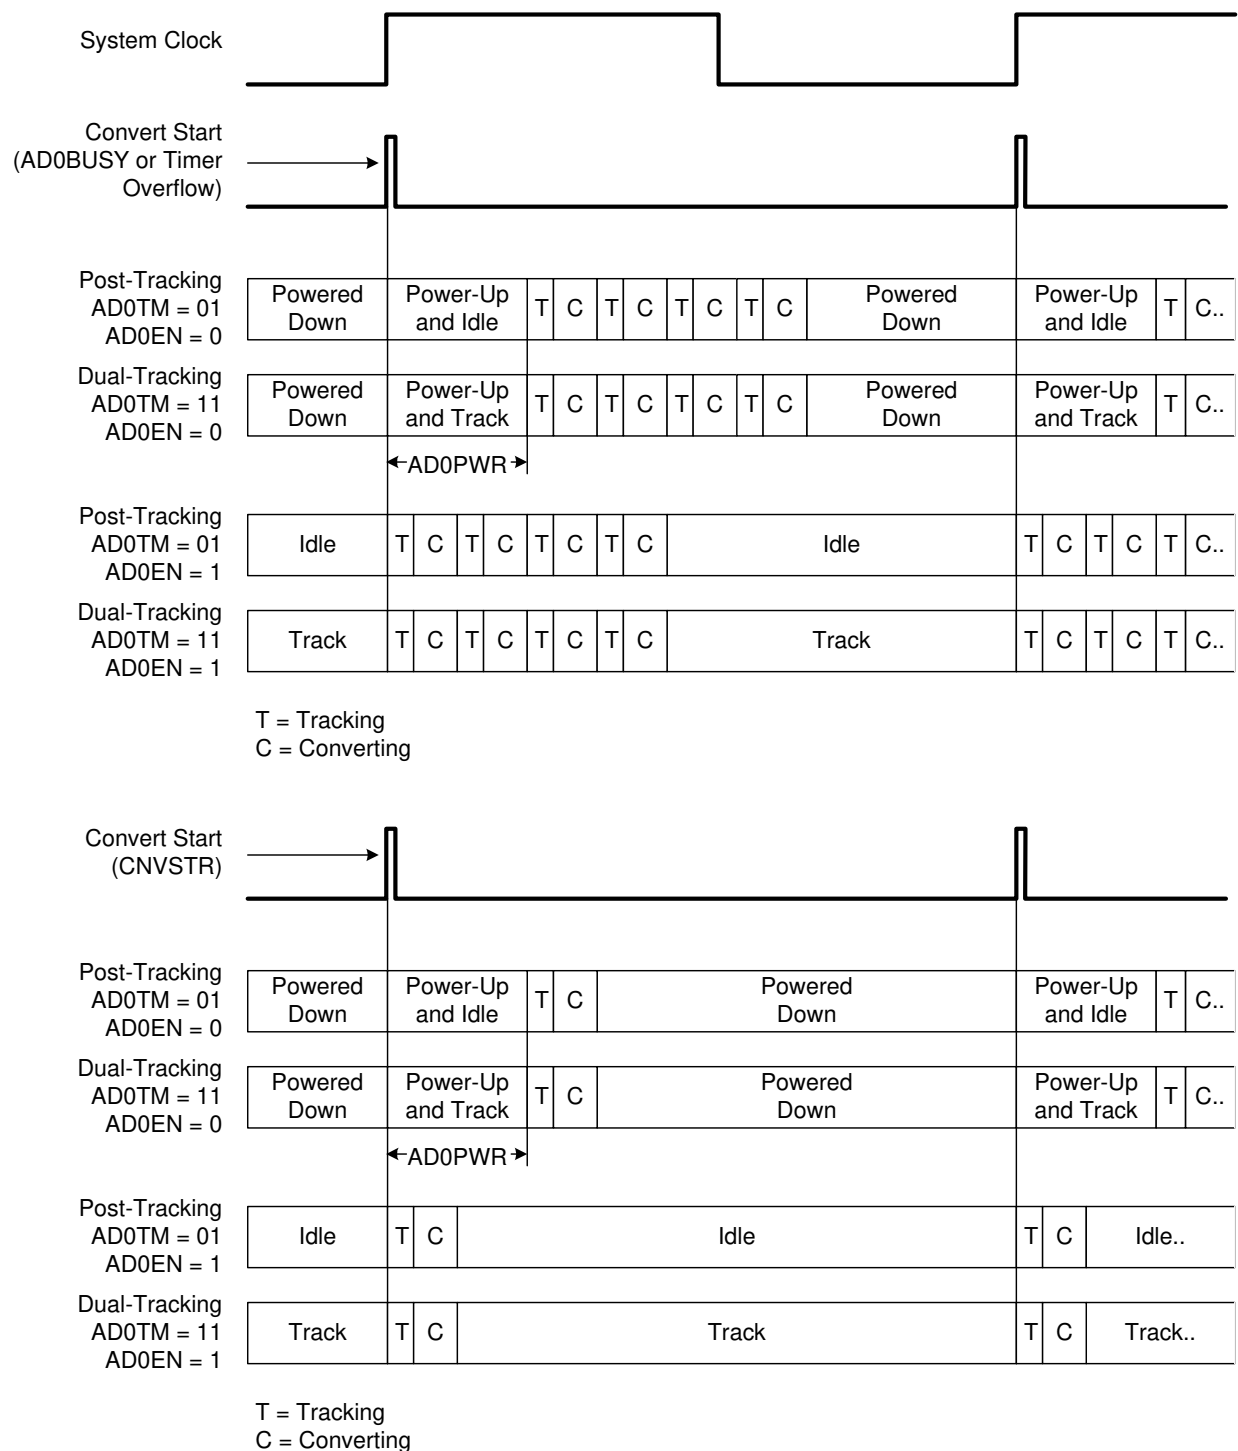 System Clock
Convert Start
(AD0BUSY or Timer
Overflow)
Post-Tracking
AD0TM = 01
AD0EN = 0
Powered
Down
Power-Up
and Idle
T C T C T C T C
Powered
Down
Power-Up
and Idle
T C..
Dual-Tracking
AD0TM = 11
AD0EN = 0
Powered
Down
Power-Up
and Track
T C T C T C T C
Powered
Down
Power-Up
and Track
T C..
AD0PWR
Post-Tracking
AD0TM = 01
AD0EN = 1
Idle T C T C T C T C Idle T C T C T C..
Dual-Tracking
AD0TM = 11
AD0EN = 1
Track T C T C T C T C Track T C T C T C..
T = Tracking
C = Converting
Convert Start
(CNVSTR)
Post-Tracking
AD0TM = 01
AD0EN = 0
Powered
Down
Power-Up
and Idle
T C
Powered
Down
Power-Up
and Idle
T C..
Dual-Tracking
AD0TM = 11
AD0EN = 0
Powered
Down
Power-Up
and Track
T C
Powered
Down
Power-Up
and Track
T C..
AD0PWR
Post-Tracking
AD0TM = 01
AD0EN = 1
Idle T C Idle T C Idle..
Dual-Tracking
AD0TM = 11
AD0EN = 1
Track T C Track T C Track..
T = Tracking
C = Converting